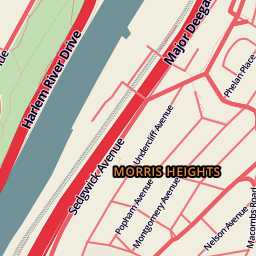 Harlem River Drive
Major Deega
Phelan Place
Undercliff Avenue
Sedgwick Avenue
MORRIS HEIGHTS
Popham Avenue
Montgomery Avenue
Nelson Avenue
Macombs Road